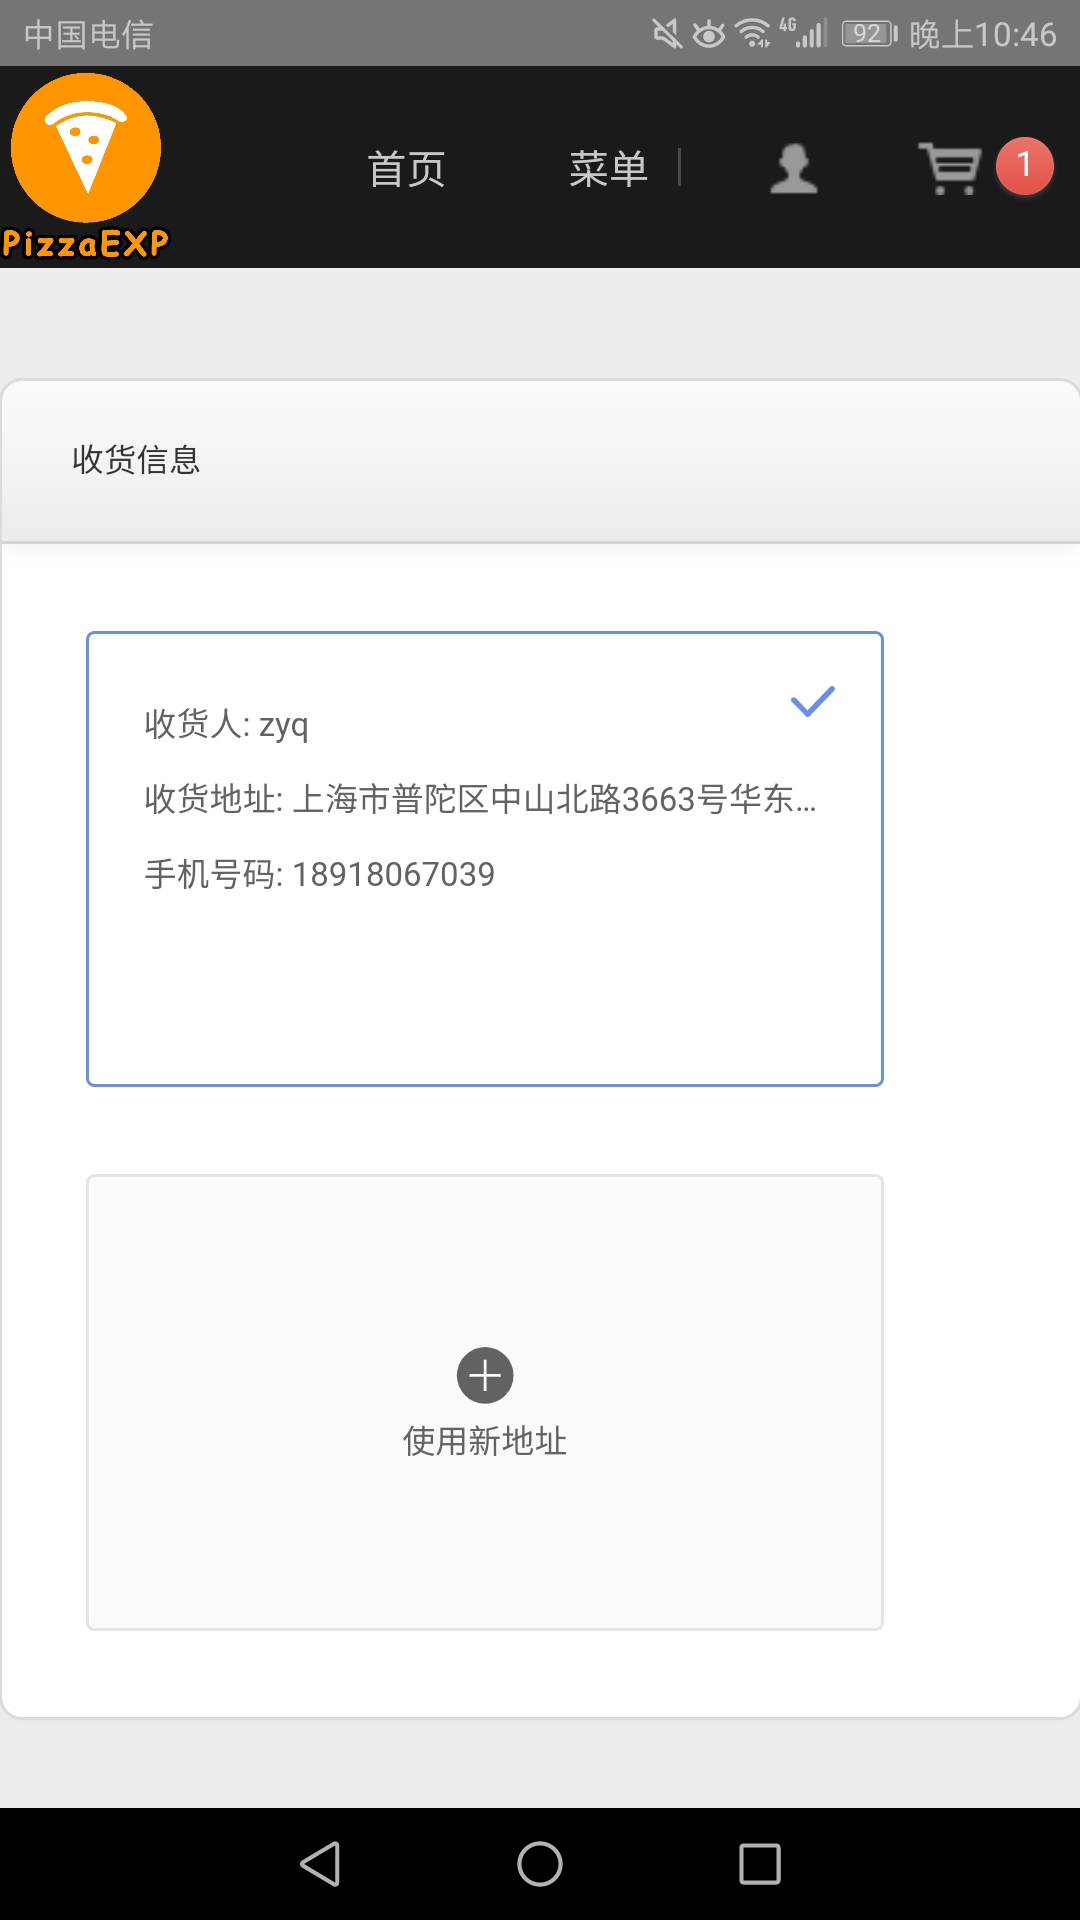 中国电信 4G 92 晚上10:46
PizzaEXP
首页 菜单 1
收货信息
收货人: zyq
收货地址: 上海市普陀区中山北路3663号华东...
手机号码: 18918067039
使用新地址